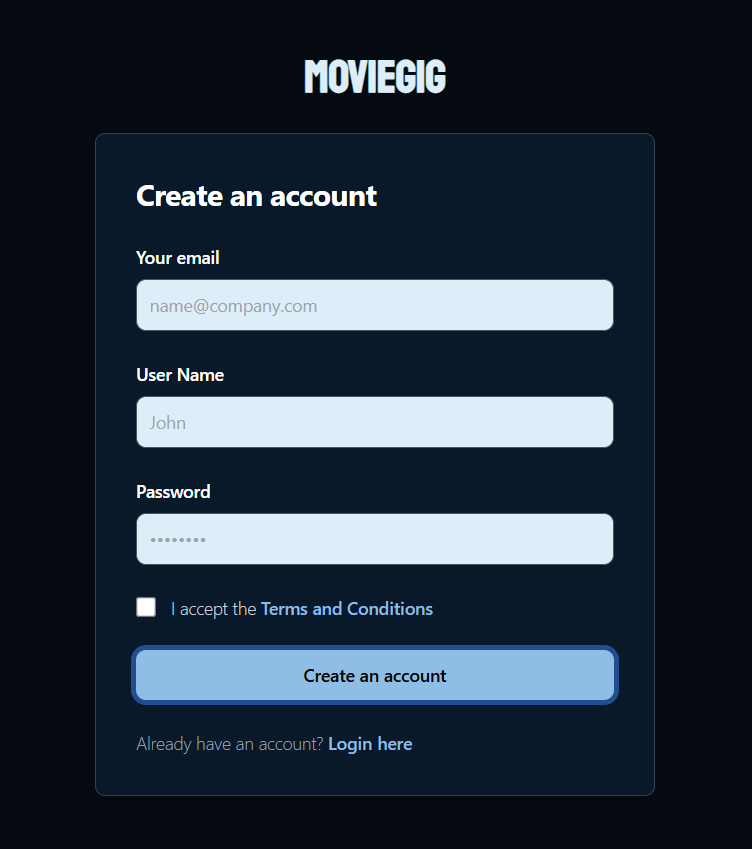 MOVIEGIG
Create an account
Your email
name@company.com
User Name
John
Password
••••••••
I accept the Terms and Conditions
Create an account
Already have an account? Login here